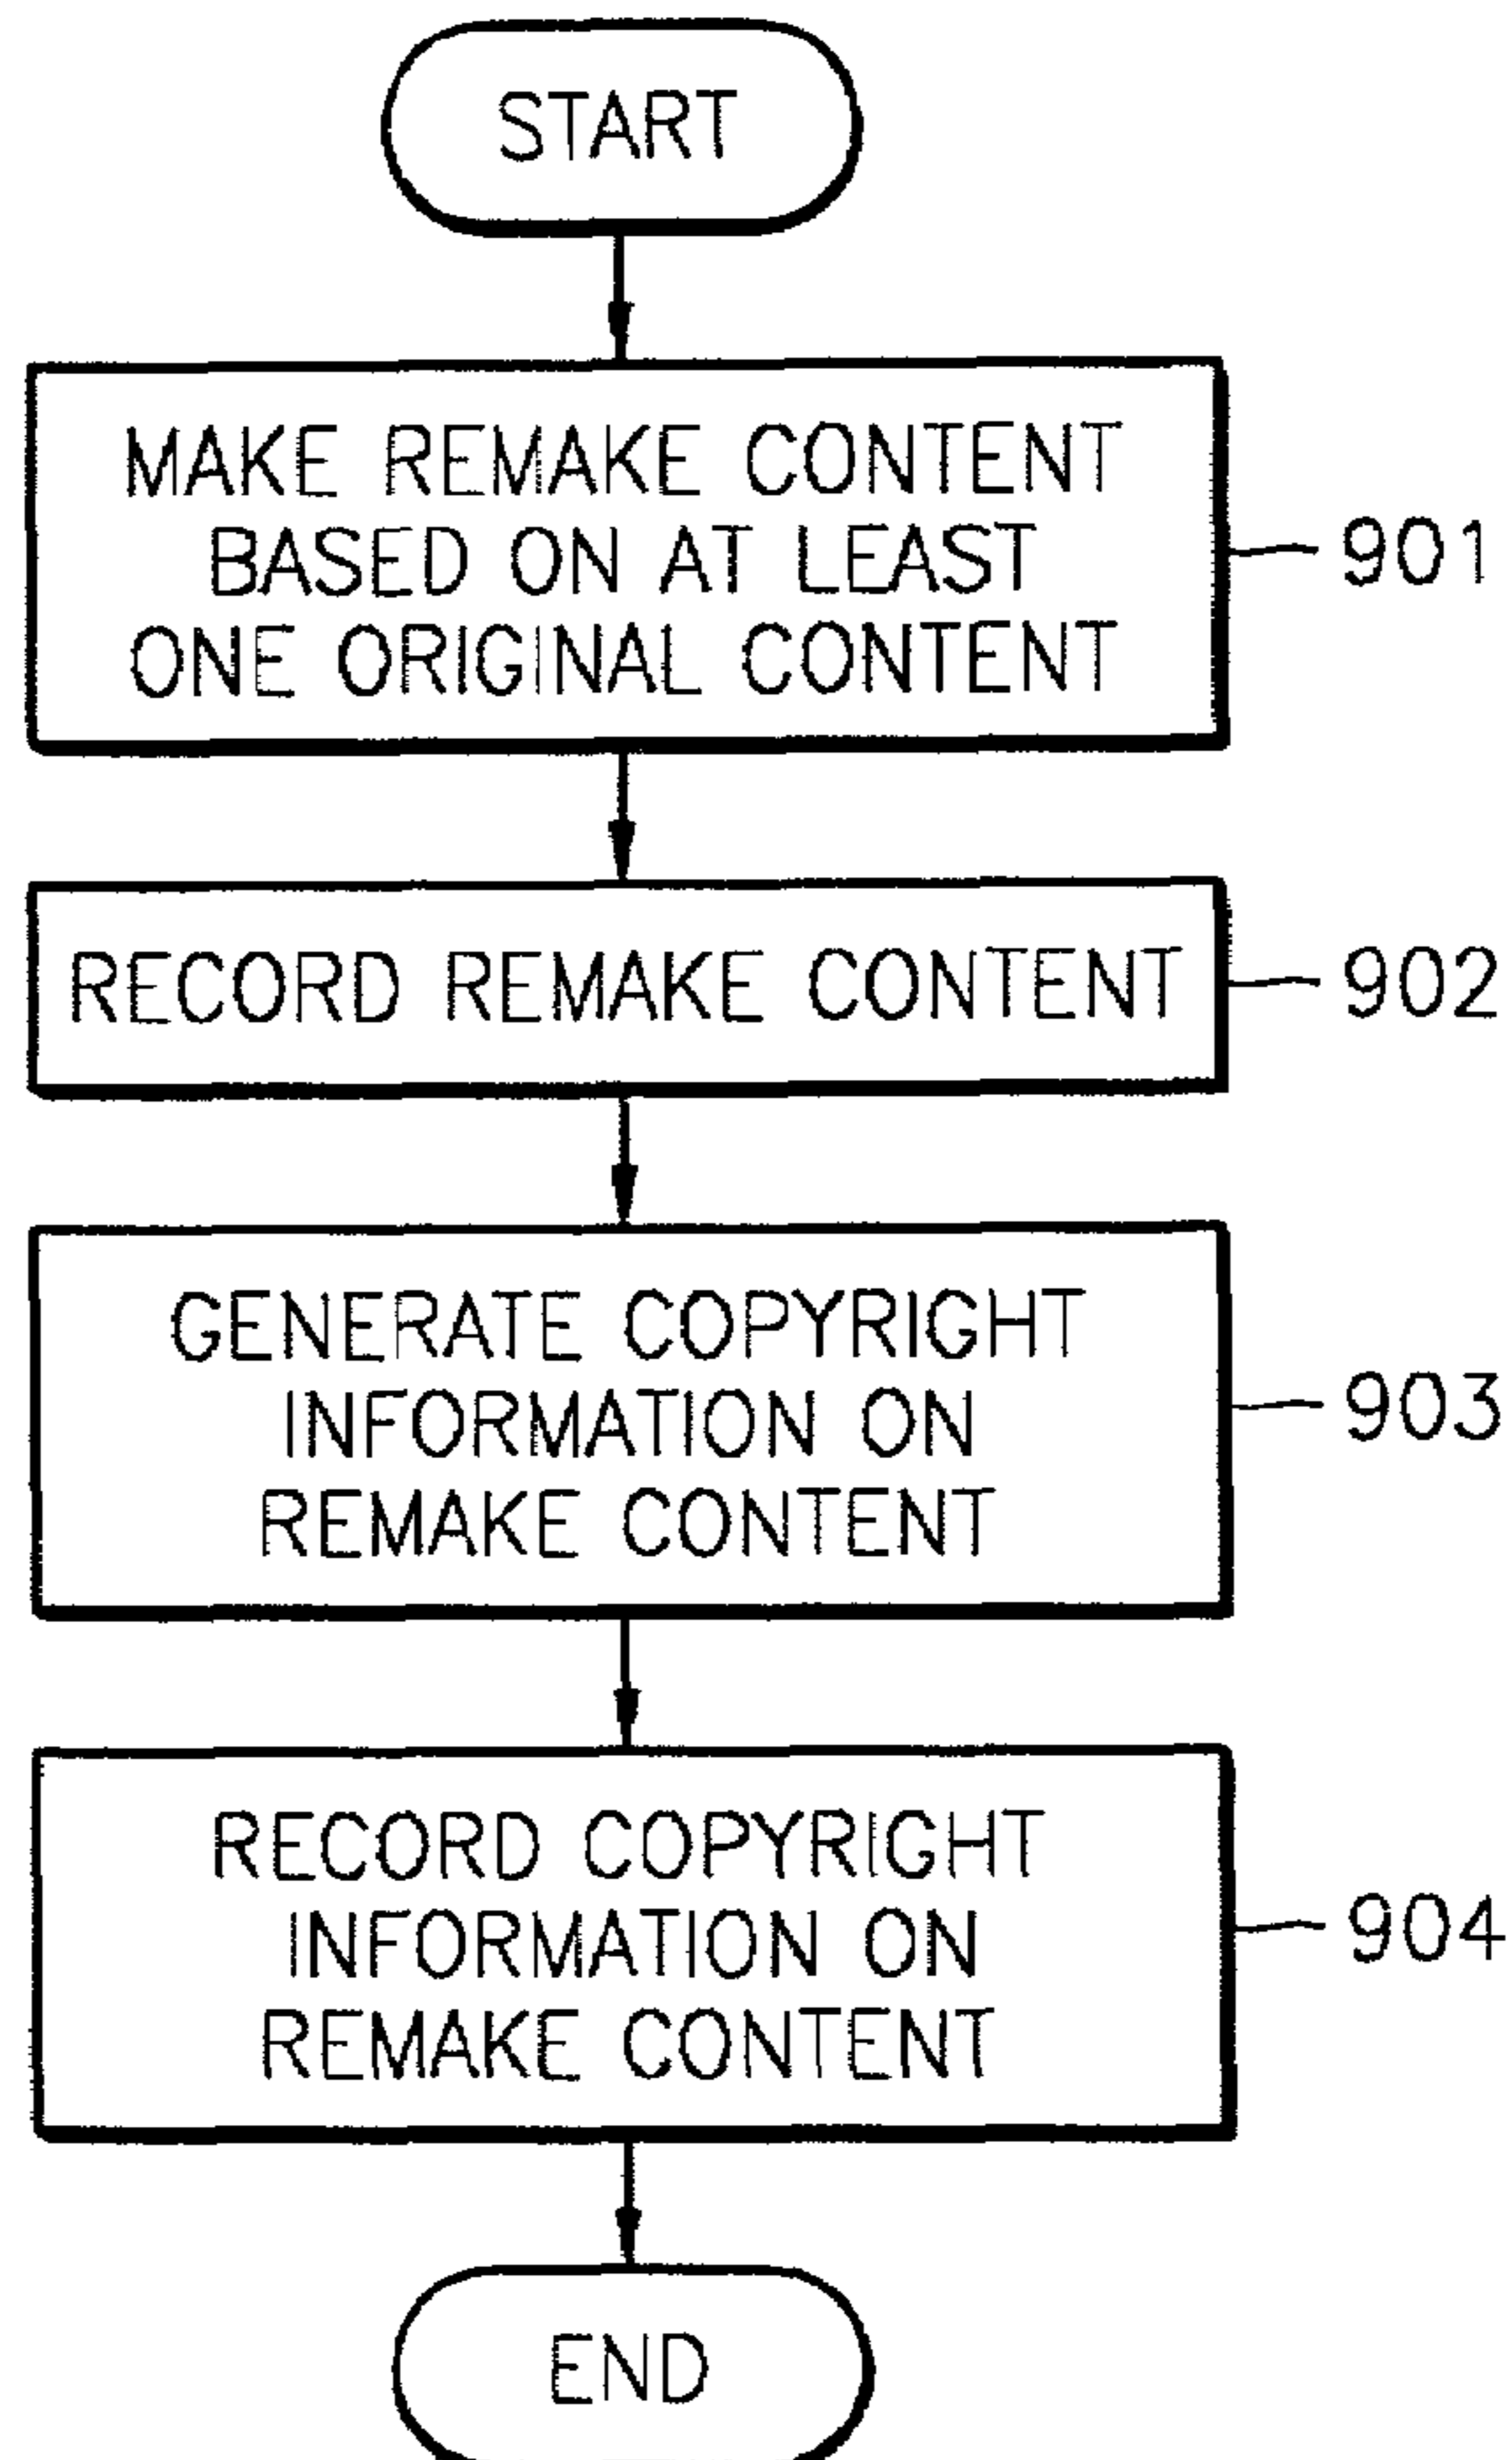 START
MAKE REMAKE CONTENT
BASED ON AT LEAST
ONE ORIGINAL CONTENT
901
RECORD REMAKE CONTENT
902
GENERATE COPYRIGHT
INFORMATION ON
REMAKE CONTENT
903
RECORD COPYRIGHT
INFORMATION ON
REMAKE CONTENT
904
END